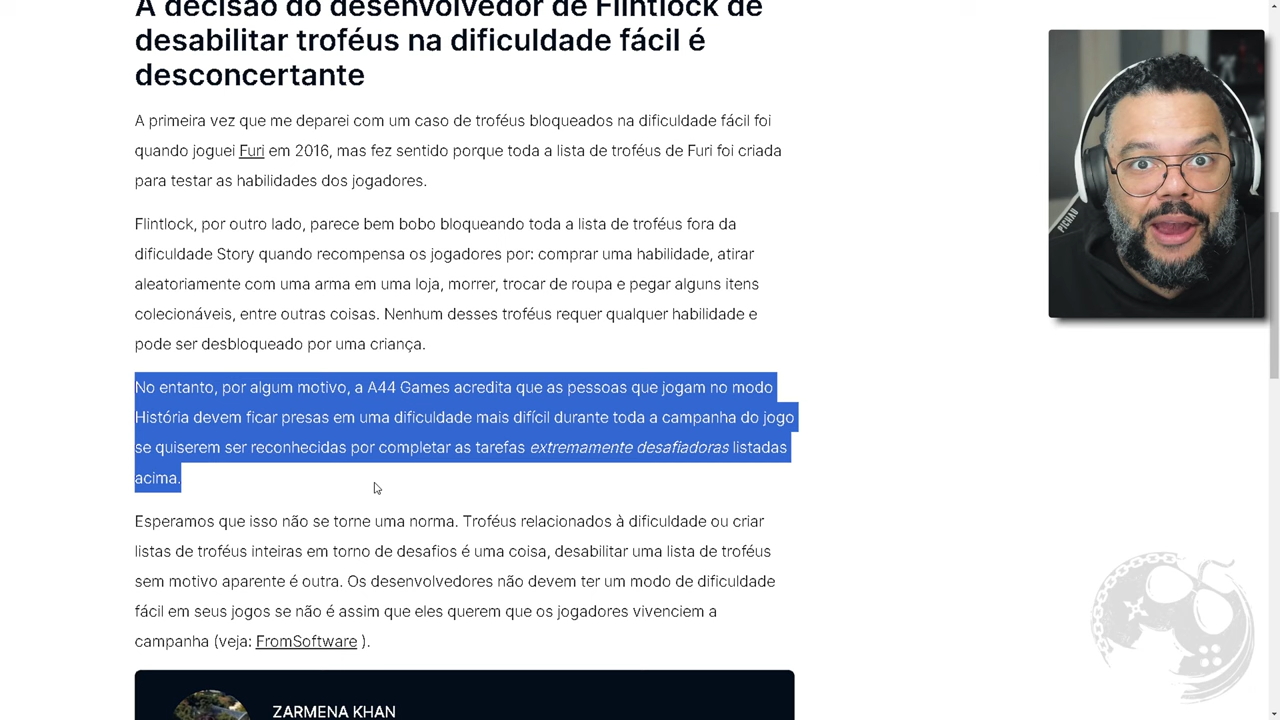 A decisão do desenvolvedor de Flintlock de
desabilitar troféus na dificuldade fácil é
desconcertante
A primeira vez que me deparei com um caso de troféus bloqueados na dificuldade fácil foi
quando joguei Furi em 2016, mas fez sentido porque toda a lista de troféus de Furi foi criada
para testar as habilidades dos jogadores.
Flintlock, por outro lado, parece bem bobo bloqueando toda a lista de troféus fora da
dificuldade Story quando recompensa os jogadores por: comprar uma habilidade, atirar
aleatoriamente com uma arma em uma loja, morrer, trocar de roupa e pegar alguns itens
colecionáveis, entre outras coisas. Nenhum desses troféus requer qualquer habilidade e
pode ser desbloqueado por uma criança.
No entanto, por algum motivo, a A44 Games acredita que as pessoas que jogam no modo
História devem ficar presas em uma dificuldade mais difícil durante toda a campanha do jogo
se quiserem ser reconhecidas por completar as tarefas extremamente desafiadoras listadas
acima.
Esperamos que isso não se torne uma norma. Troféus relacionados à dificuldade ou criar
listas de troféus inteiras em torno de desafios é uma coisa, desabilitar uma lista de troféus
sem motivo aparente é outra. Os desenvolvedores não devem ter um modo de dificuldade
fácil em seus jogos se não é assim que eles querem que os jogadores vivenciem a
campanha (veja: FromSoftware ).
ZARMENA KHAN
PICHAU